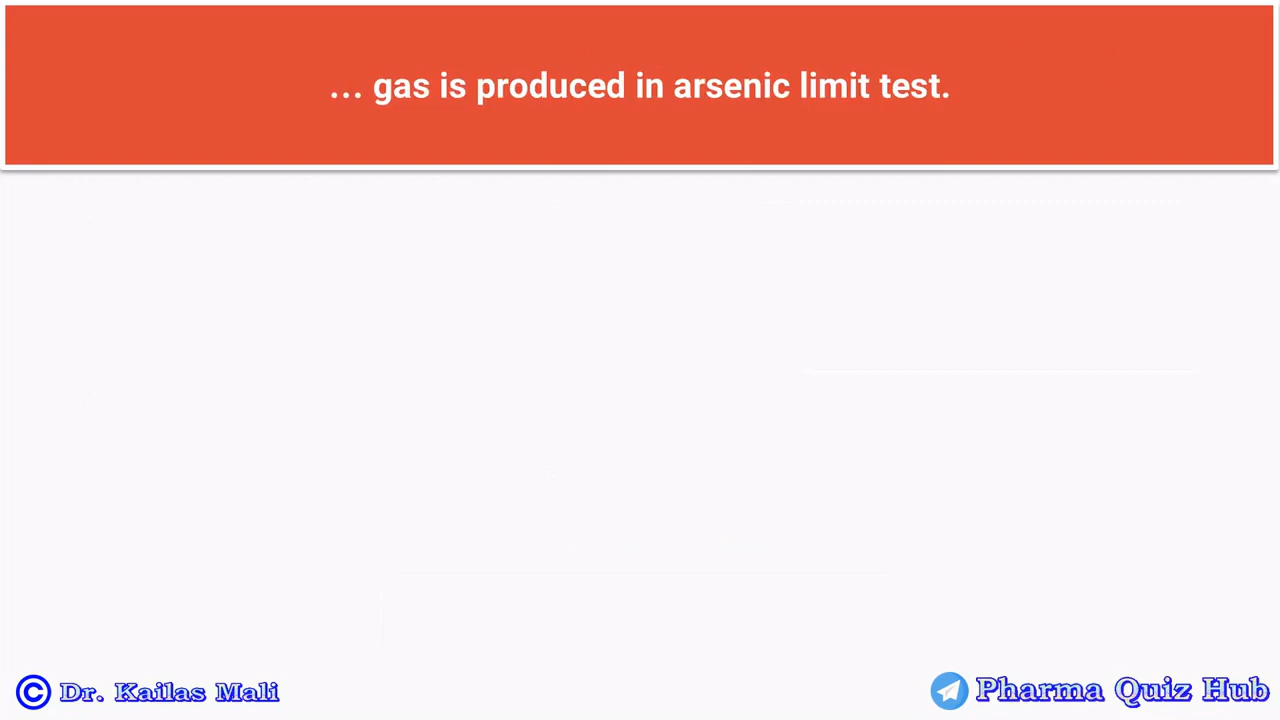 ... gas is produced in arsenic limit test.
© Dr. Kailas Mali
Pharma Quiz Hub